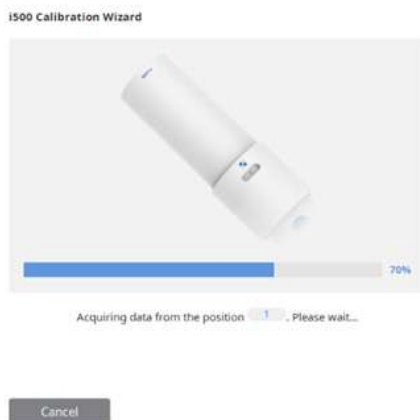 i500 Calibration Wizard
70%
Acquiring data from the position 1 . Please wait...
Cancel